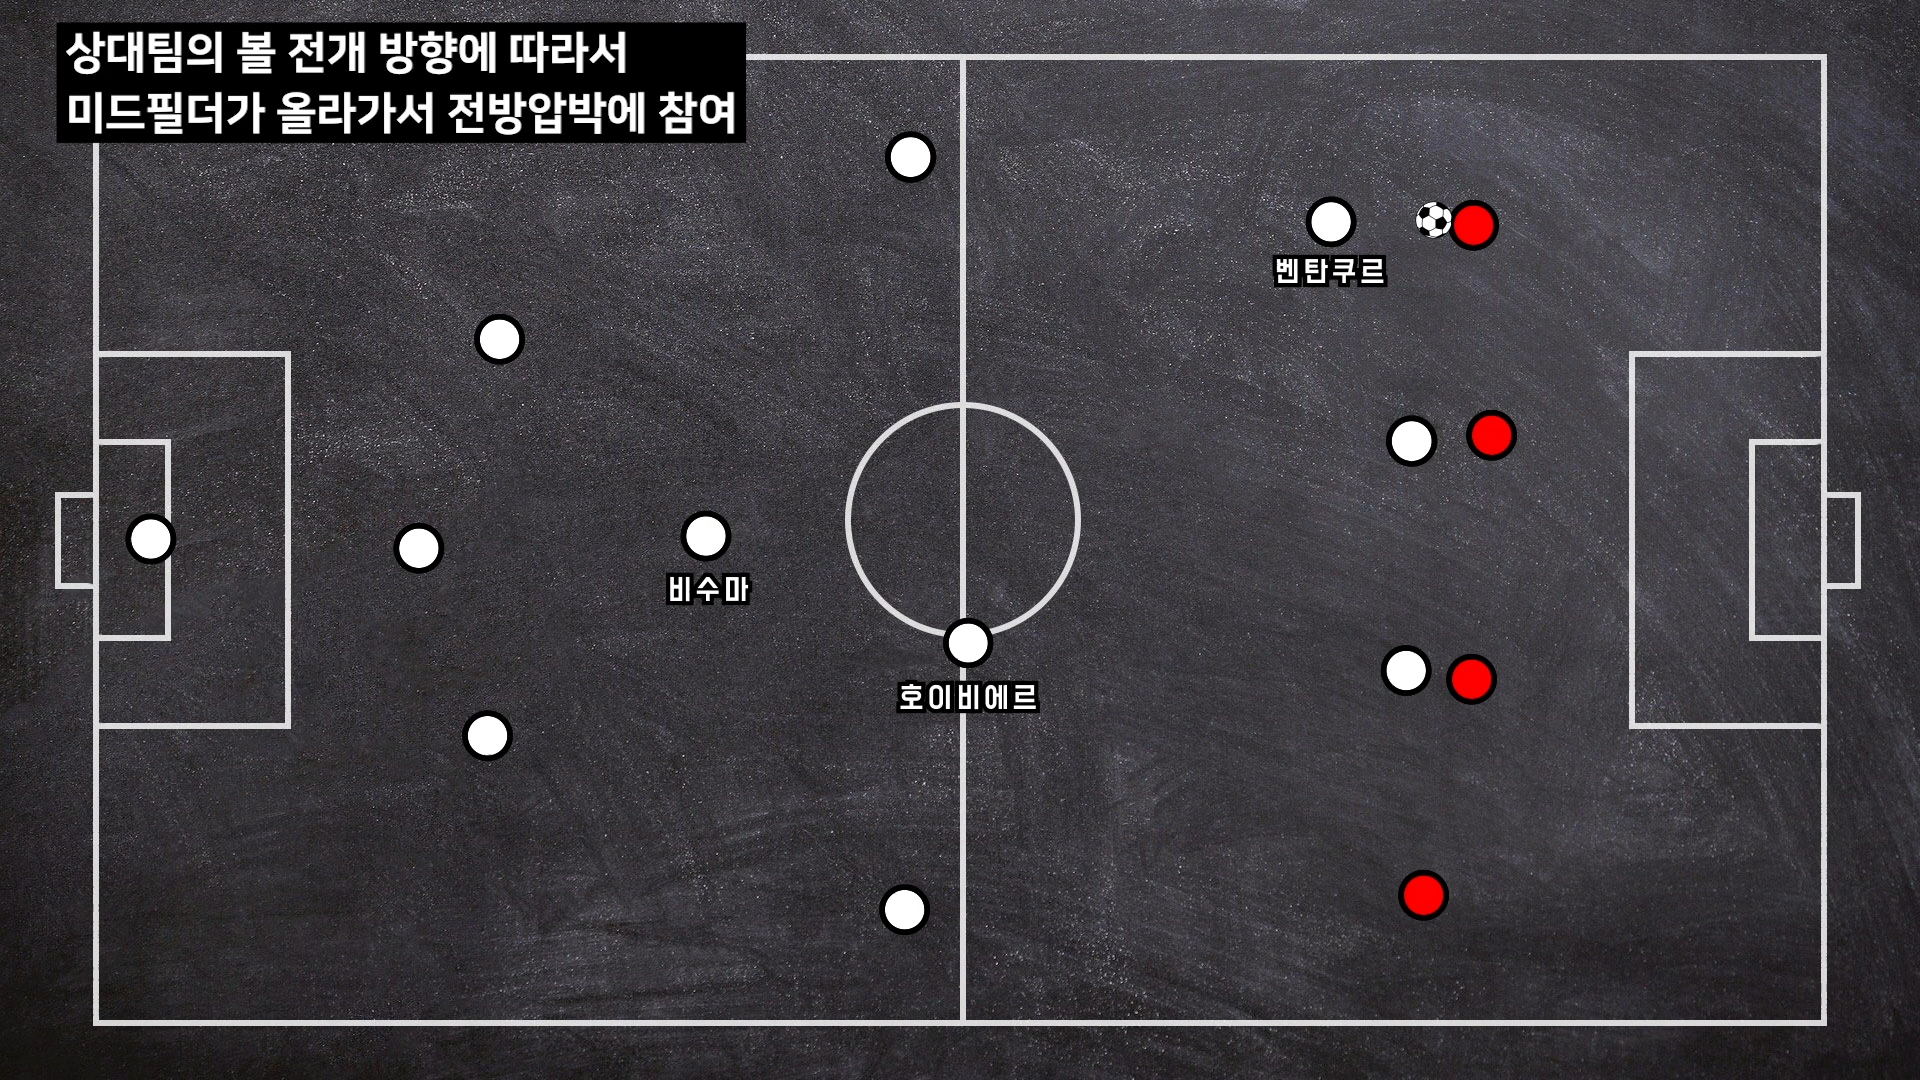 상대팀의 볼 전개 방향에 따라서
미드필더가 올라가서 전방압박에 참여
벤탄쿠르
비수마
호이비에르